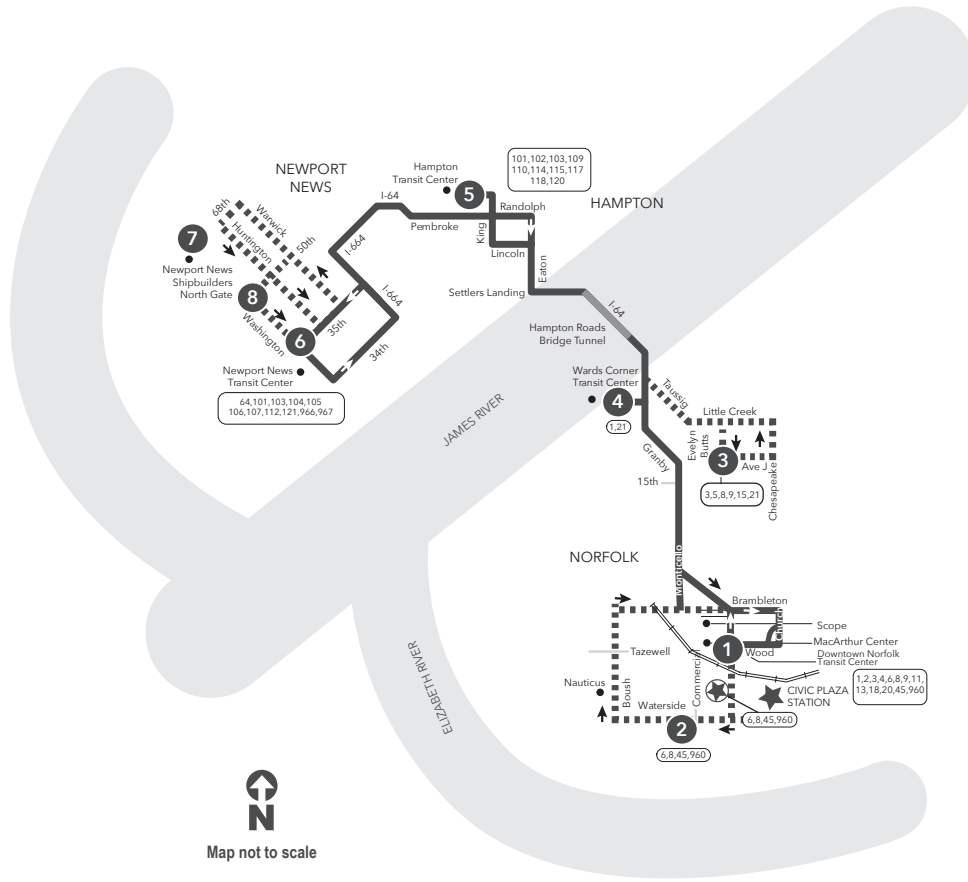 NEWPORT
NEWS
Hampton
Transit Center
5
101,102,103,109
110,114,115,117
118,120
HAMPTON
I-64
Randolph
Pembroke
King
Lincoln
Eaton
Settlers Landing
I-64
Hampton Roads
Bridge Tunnel
68th
Warwick
Huntington
50th
I-664
I-664
7
Newport News
Shipbuilders
North Gate
8
Washington
6
35th
34th
Newport News
Transit Center
64,101,103,104,105
106,107,112,121,966,967
JAMES RIVER
Wards Corner
Transit Center
4
1,21
Taussig
Little Creek
Evelyn
Butts
3
Ave J
Chesapeake
3,5,8,9,15,21
Granby
15th
NORFOLK
Monticello
Brambleton
Church
Scope
MacArthur Center
1
Wood
Downtown Norfolk
Transit Center
1,2,3,4,6,8,9,11,
13,18,20,45,960
Tazewell
Commercial
Nauticus
Boush
Waterside
CIVIC PLAZA
STATION
6,8,45,960
2
6,8,45,960
ELIZABETH RIVER
N
Map not to scale